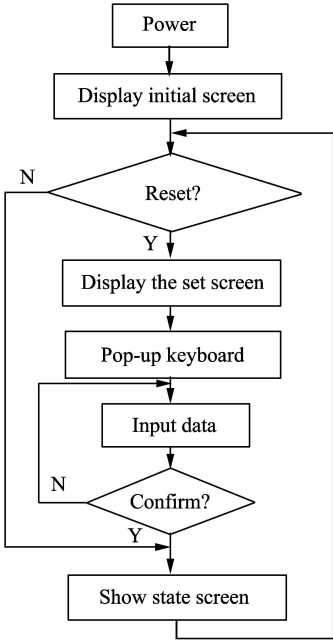 Power
Display initial screen
N
Reset?
Y
Display the set screen
Pop-up keyboard
Input data
N
Confirm?
Y
Show state screen